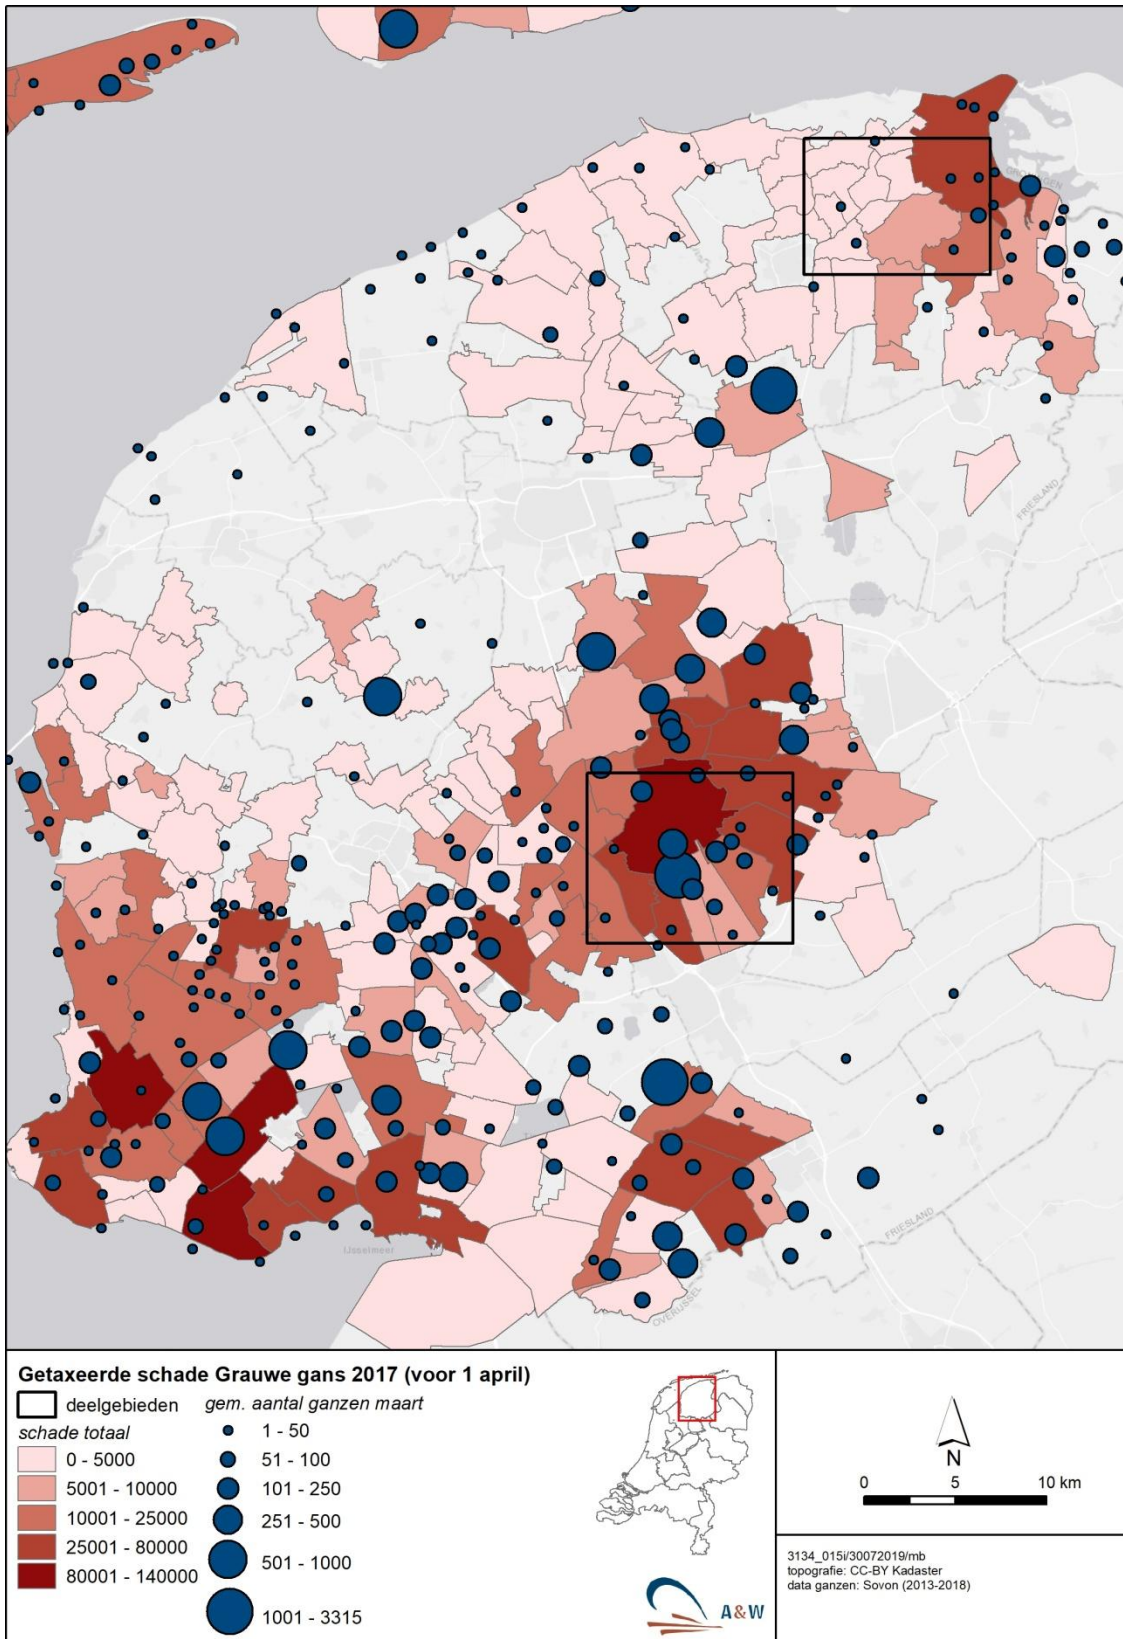 GRONINGEN
FRIESLAND
IJsselmeer
FRIESLAND
OVERIJSSEL
Getaxeerde schade Grauwe gans 2017 (voor 1 april)
deelgebieden
schade totaal
0 - 5000
5001 - 10000
10001 - 25000
25001 - 80000
80001 - 140000
gem. aantal ganzen maart
1 - 50
51 - 100
101 - 250
251 - 500
501 - 1000
1001 - 3315
A&W
N
0 5 10 km
3134_015i/30072019/mb
topografie: CC-BY Kadaster
data ganzen: Sovon (2013-2018)